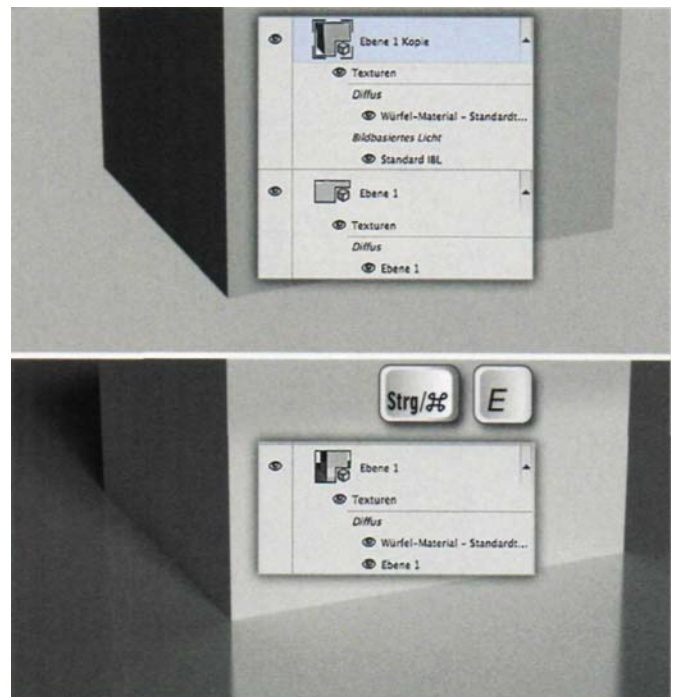 Ebene 1 Kopie
Texturen
Diffus
Würfel-Material - Standardt...
Bildbasiertes Licht
Standard IBL
Ebene 1
Texturen
Diffus
Ebene 1
Strg/⌘ E
Ebene 1
Texturen
Diffus
Würfel-Material - Standardt...
Ebene 1